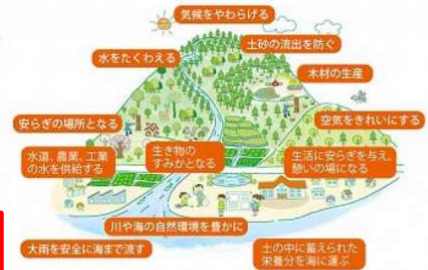 気候をやわらげる
土砂の流出を防ぐ
水をたくわえる
木材の生産
安らぎの場所となる
空気をきれいにする
水道、農業、工業
の水を供給する
生き物の
すみかとなる
生活に安らぎを与え、
憩いの場になる
川や海の自然環境を豊かに
大雨を安全に海まで流す
土の中に蓄えられた
栄養分を海に運ぶ